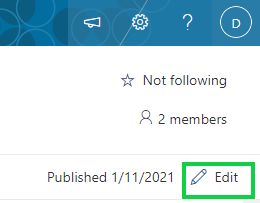 ? D
Not following
2 members
Published 1/11/2021 Edit